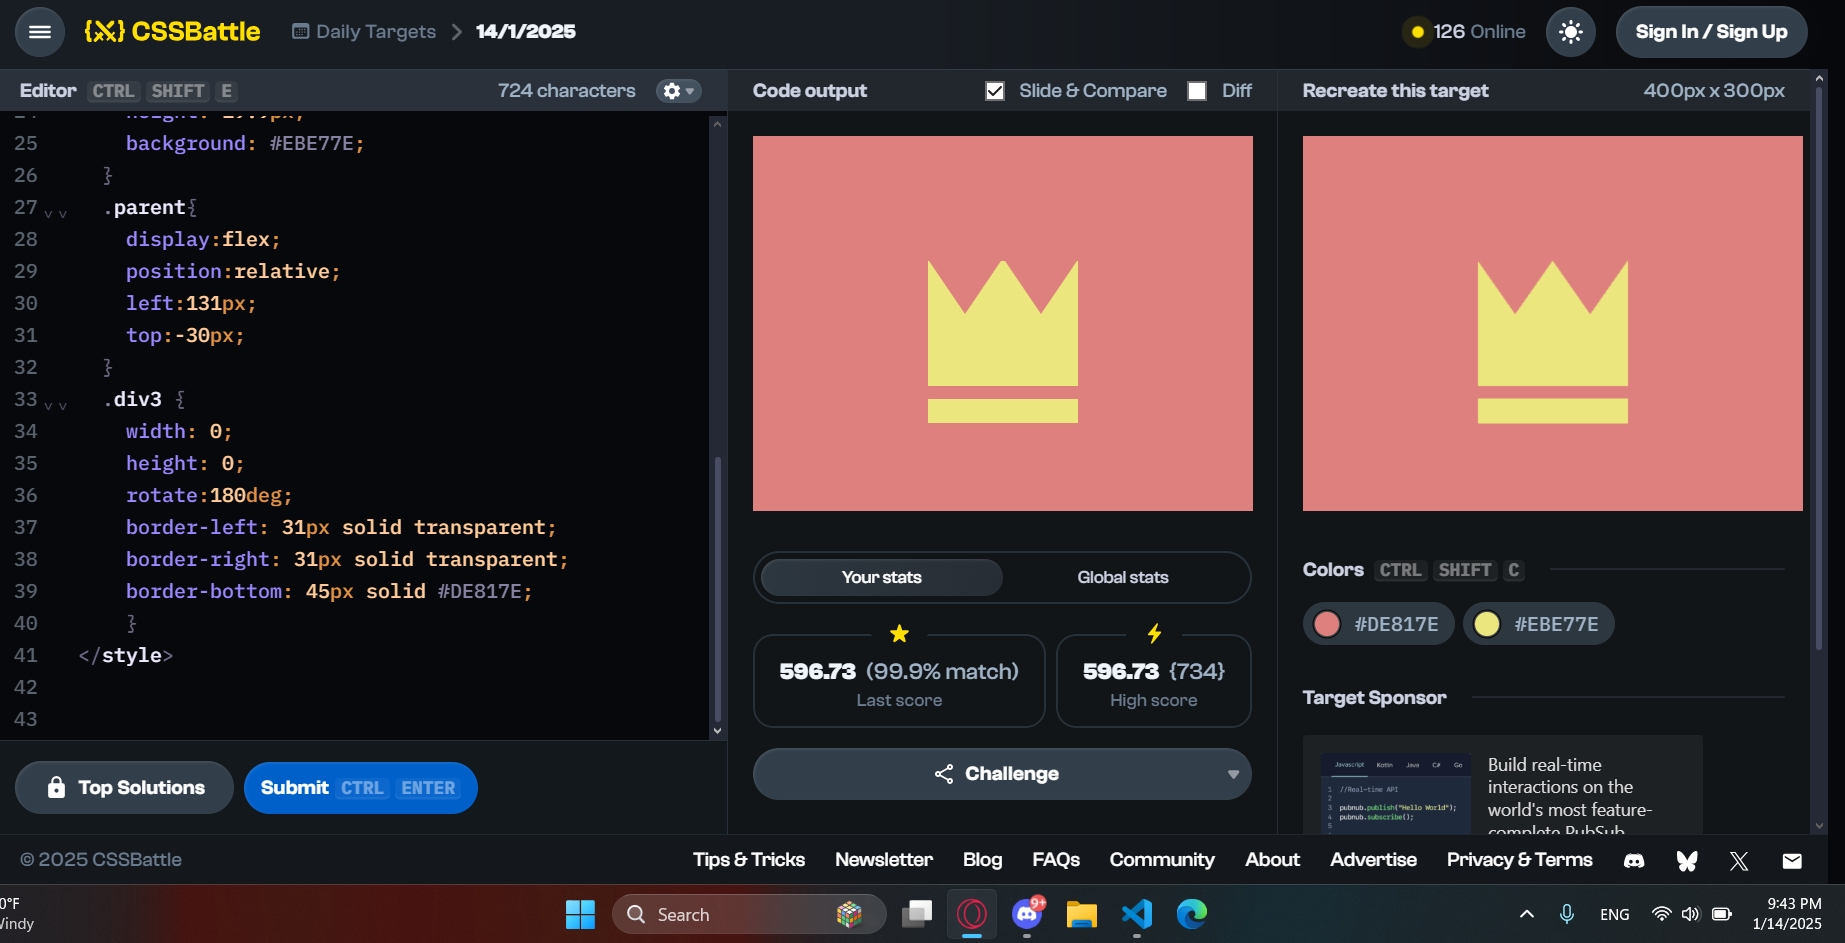 CSSBattle
Daily Targets
14/1/2025
126 Online
Sign In / Sign Up
Editor CTRL SHIFT E
724 characters
25 background: #EBE77E;
26 }
27 .parent{
28 display:flex;
29 position:relative;
30 left:131px;
31 top:-30px;
32 }
33 .div3 {
34 width: 0;
35 height: 0;
36 rotate:180deg;
37 border-left: 31px solid transparent;
38 border-right: 31px solid transparent;
39 border-bottom: 45px solid #DE817E;
40 }
41 </style>
42
43
Top Solutions
Submit CTRL ENTER
Code output
Slide & Compare
Diff
Your stats
Global stats
596.73 (99.9% match)
Last score
596.73 {734}
High score
Challenge
Recreate this target
400px x 300px
Colors CTRL SHIFT C
#DE817E
#EBE77E
Target Sponsor
Javascript Kotlin Java C# Go
1 //Real-time API
2
3 pubnub.publish("Hello World");
4 pubnub.subscribe();
5
Build real-time
interactions on the
world's most feature-
complete PubSub
© 2025 CSSBattle
Tips & Tricks
Newsletter
Blog
FAQs
Community
About
Advertise
Privacy & Terms
0°F
Windy
Search
9+
ENG
9:43 PM
1/14/2025